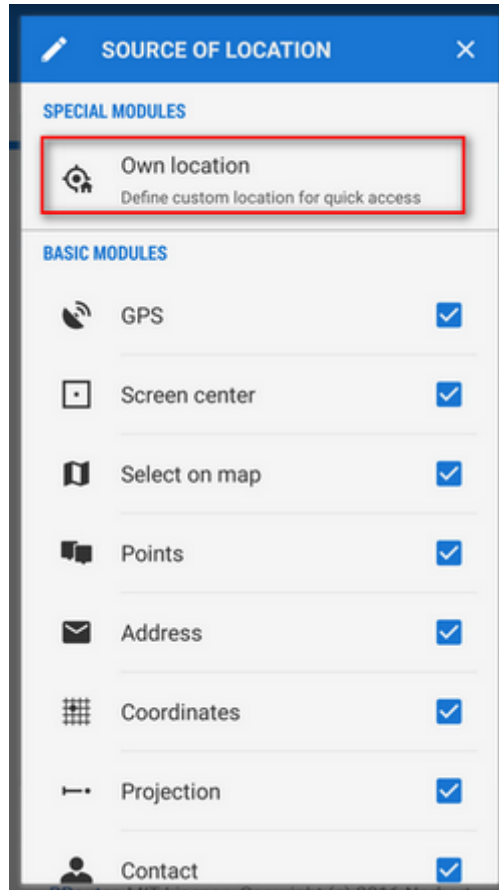 SOURCE OF LOCATION
SPECIAL MODULES
Own location
Define custom location for quick access
BASIC MODULES
GPS
Screen center
Select on map
Points
Address
Coordinates
Projection
Contact